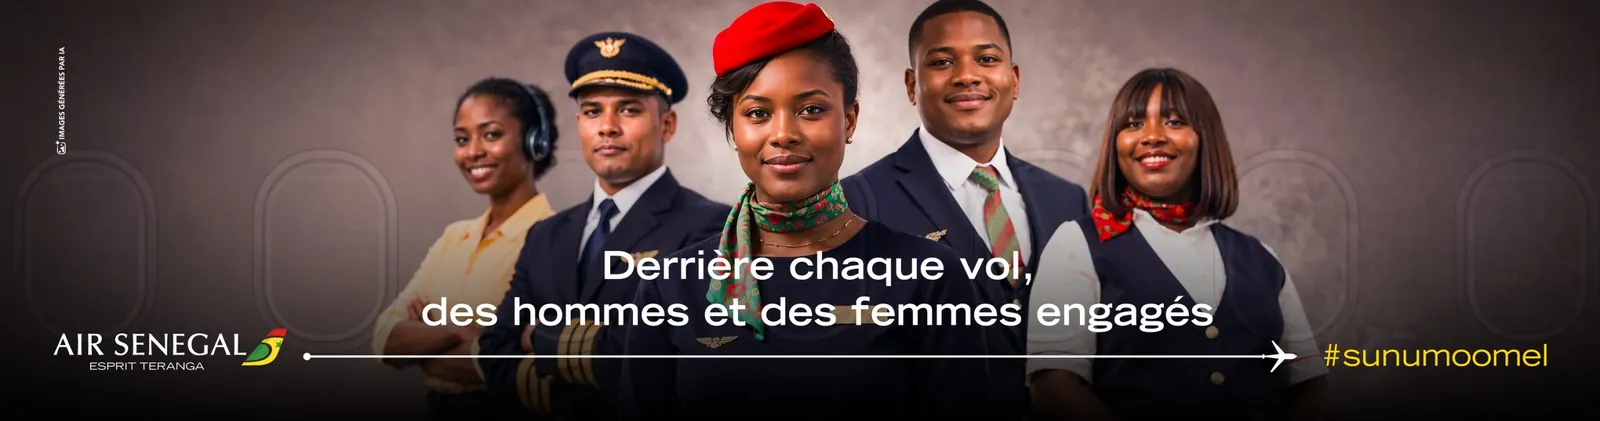 IMAGES GÉNÉRÉES PAR IA
Derrière chaque vol,
des hommes et des femmes engagés
AIR SENEGAL
ESPRIT TERANGA
#sunumoomel